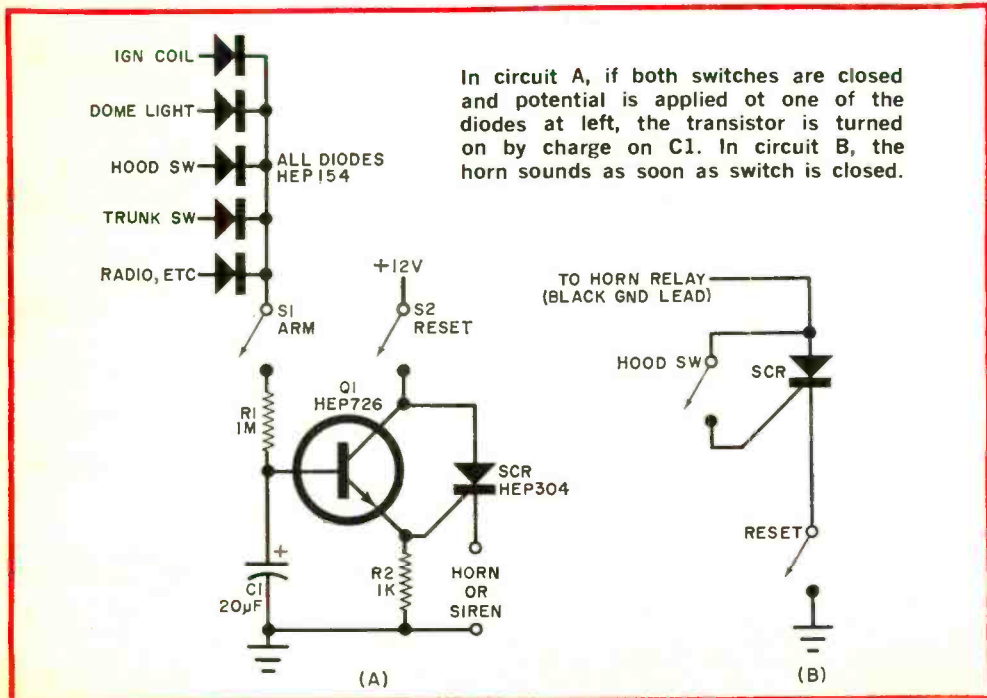 IGN COIL
DOME LIGHT
HOOD SW
TRUNK SW
RADIO, ETC
ALL DIODES
HEP 154
In circuit A, if both switches are closed
and potential is applied ot one of the
diodes at left, the transistor is turned
on by charge on C1. In circuit B, the
horn sounds as soon as switch is closed.
S1
ARM
+12V
S2
RESET
R1
1M
Q1
HEP726
SCR
HEP304
+
C1
20µF
R2
1K
HORN
OR
SIREN
(A)
TO HORN RELAY
(BLACK GND LEAD)
HOOD SW
SCR
RESET
(B)